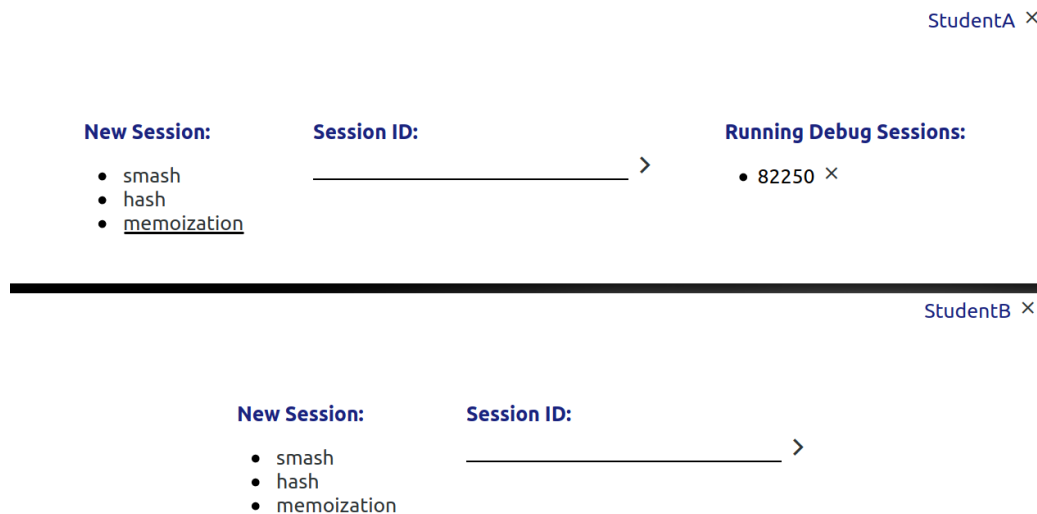 StudentA ×
New Session: Session ID: Running Debug Sessions:
• smash > • 82250 ×
• hash
• memoization
StudentB ×
New Session: Session ID:
• smash >
• hash
• memoization